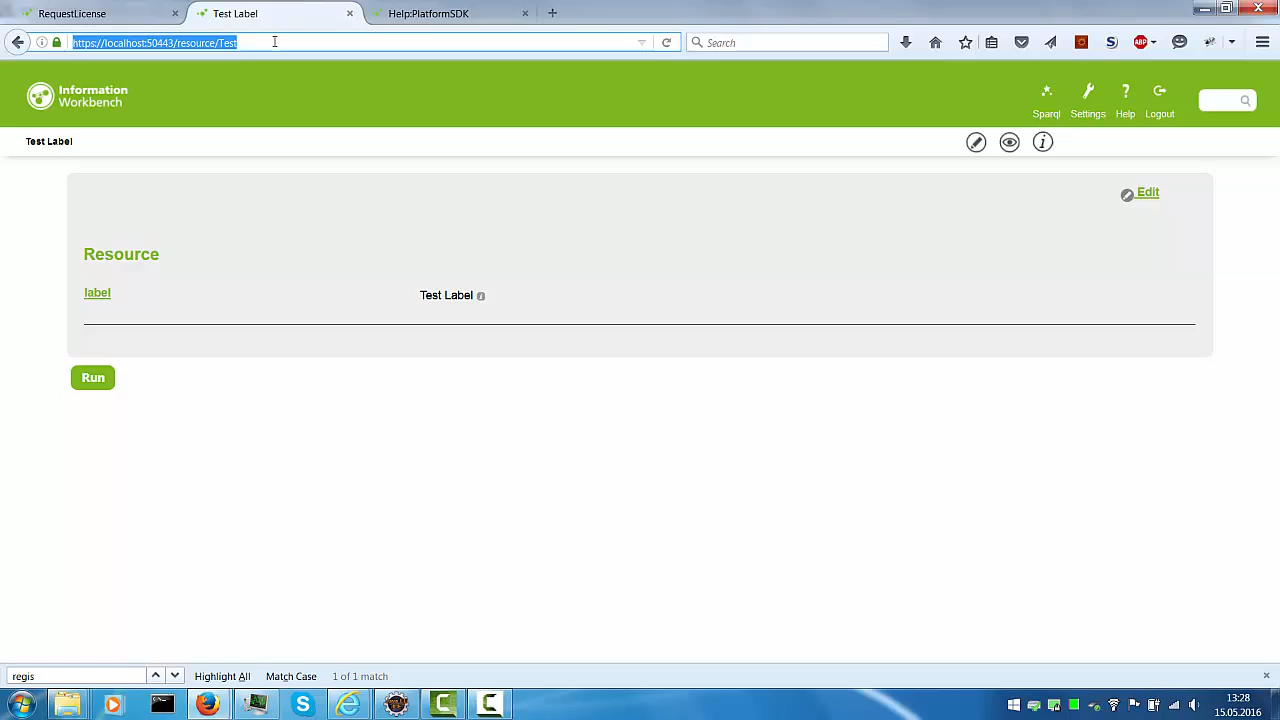 RequestLicense
Test Label
Help:PlatformSDK
https://localhost:50443/resource/Test
Search
ABP
Information
Workbench
Sparql
Settings
Help
Logout
Test Label
Edit
Resource
label
Test Label
Run
regis
Highlight All
Match Case
1 of 1 match
13:28
15.05.2016